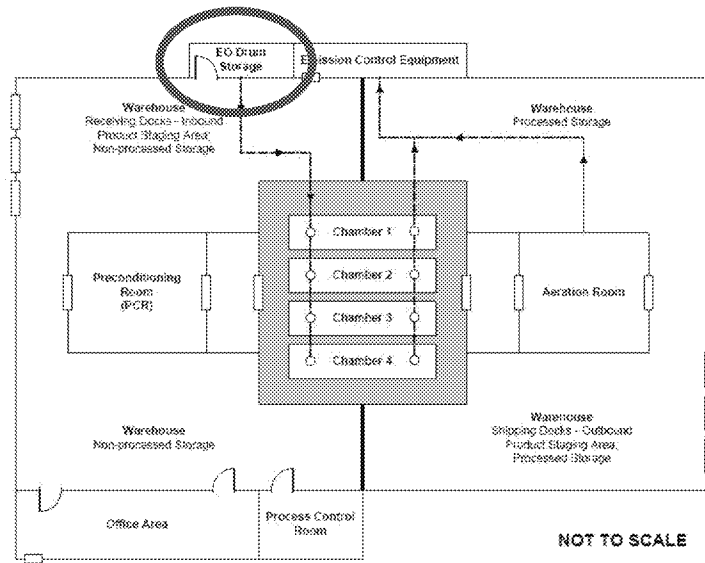 EO Drum
Storage
Emission Control Equipment
Warehouse
Receiving Docks - Inbound
Product Staging Area;
Non-processed Storage
Warehouse
Processed Storage
Chamber 1
Chamber 2
Chamber 3
Chamber 4
Preconditioning
Room
(PCR)
Aeration Room
Warehouse
Non-processed Storage
Warehouse
Shipping Docks - Outbound
Product Staging Area;
Processed Storage
Office Area
Process Control
Room
NOT TO SCALE